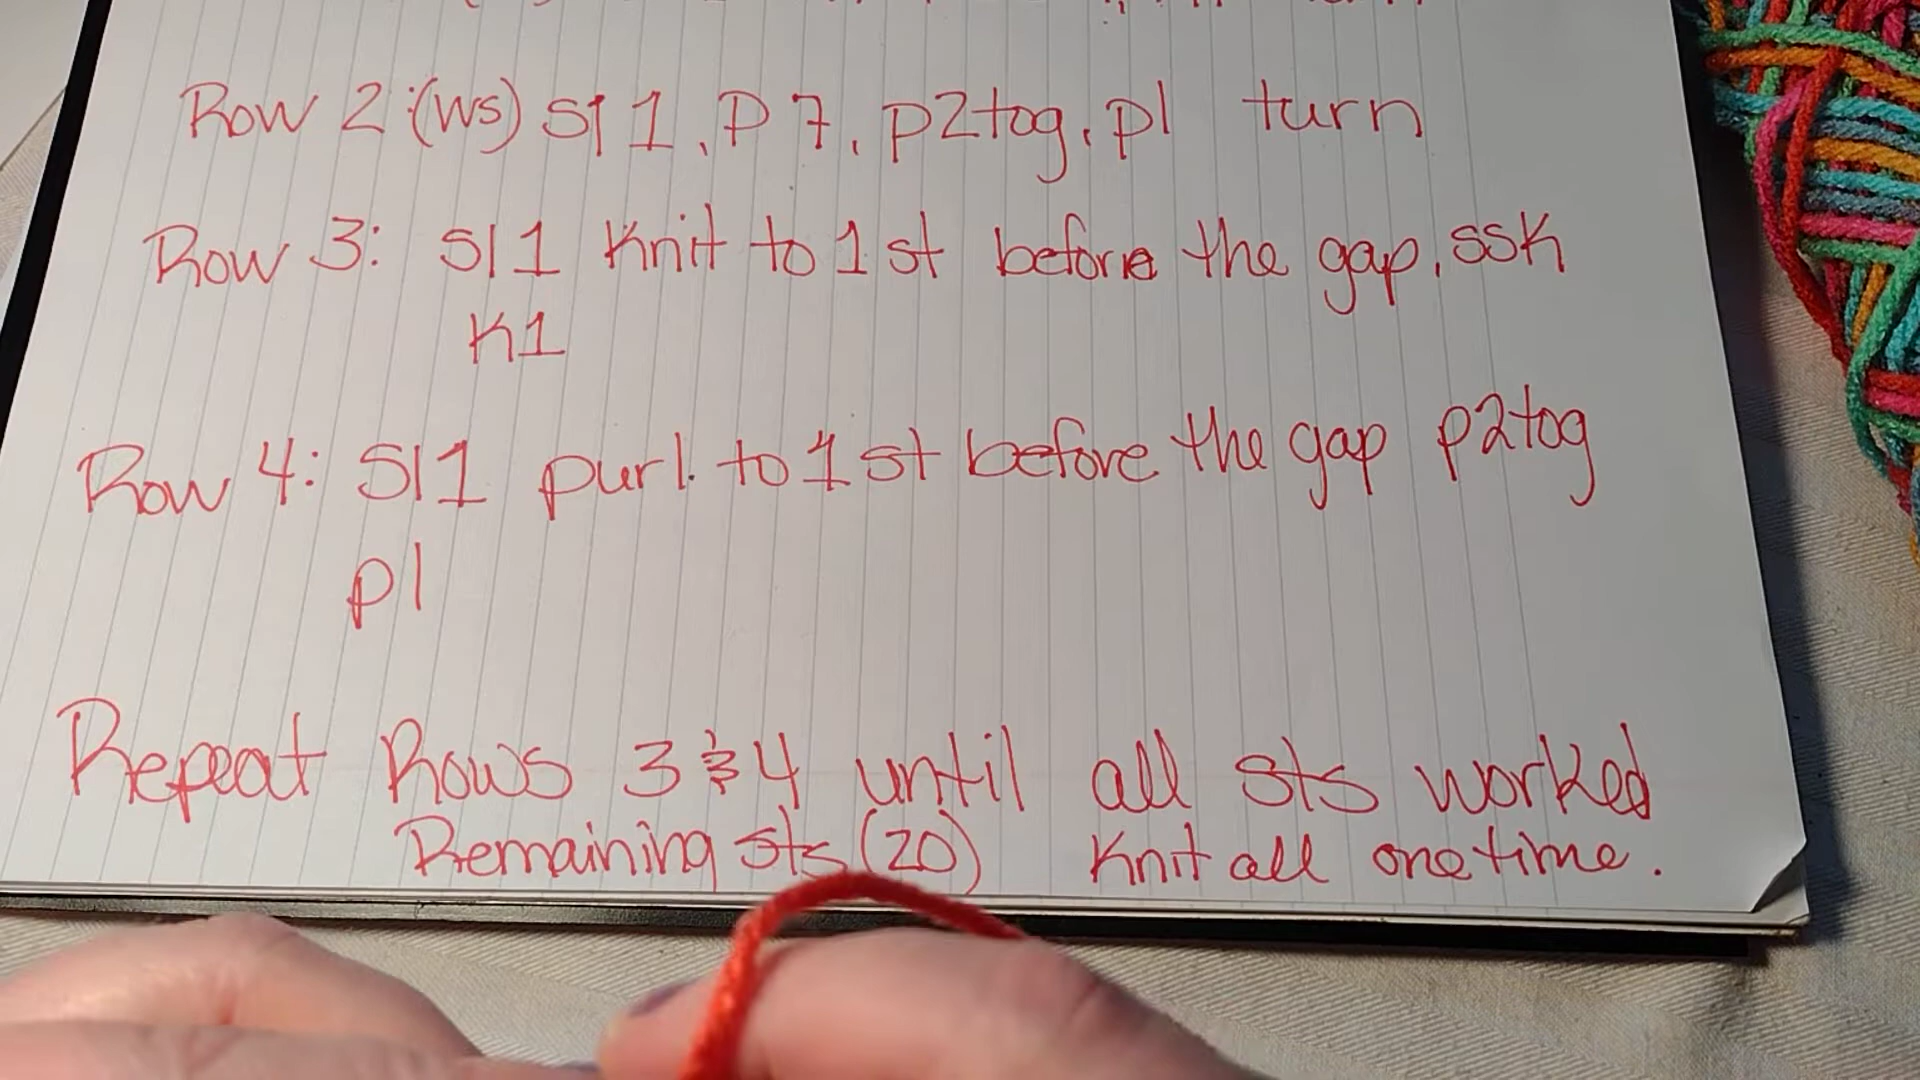 Row 2: (WS) Sl 1, P 7, p2tog, p1 turn
Row 3: Sl 1 Knit to 1 st before the gap, SSK
K1
Row 4: Sl 1 purl to 1 st before the gap p2tog
p1
Repeat Rows 3 & 4 until all sts worked
Remaining sts (20) Knit all one time.